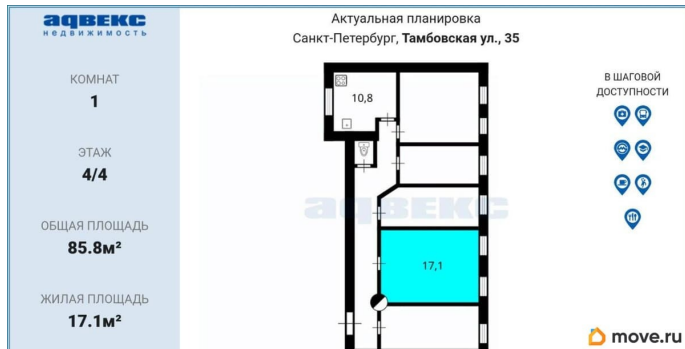 адвекс
недвижимость
КОМНАТ
1
ЭТАЖ
4/4
ОБЩАЯ ПЛОЩАДЬ
85.8м²
ЖИЛАЯ ПЛОЩАДЬ
17.1м²
Актуальная планировка
Санкт-Петербург, Тамбовская ул., 35
10,8
адвекс
17,1
В ШАГОВОЙ
ДОСТУПНОСТИ
move.ru